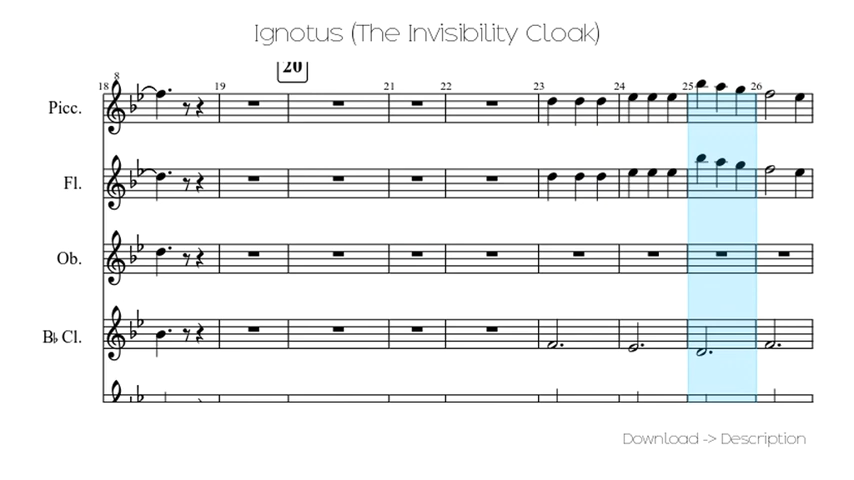 Ignotus (The Invisibility Cloak)
20
8
18 19 21 22 23 24 25 26
Picc.
Fl.
Ob.
B♭ Cl.
Download -> Description